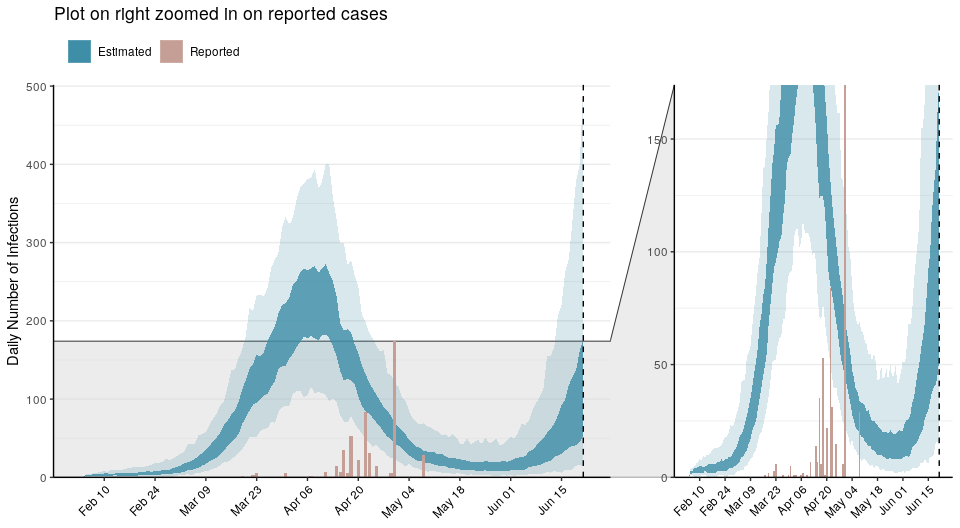 Plot on right zoomed in on reported cases
Estimated Reported
Daily Number of Infections
500
400
300
200
100
0
Feb 10 Feb 24 Mar 09 Mar 23 Apr 06 Apr 20 May 04 May 18 Jun 01 Jun 15
150
100
50
0
Feb 10 Feb 24 Mar 09 Mar 23 Apr 06 Apr 20 May 04 May 18 Jun 01 Jun 15